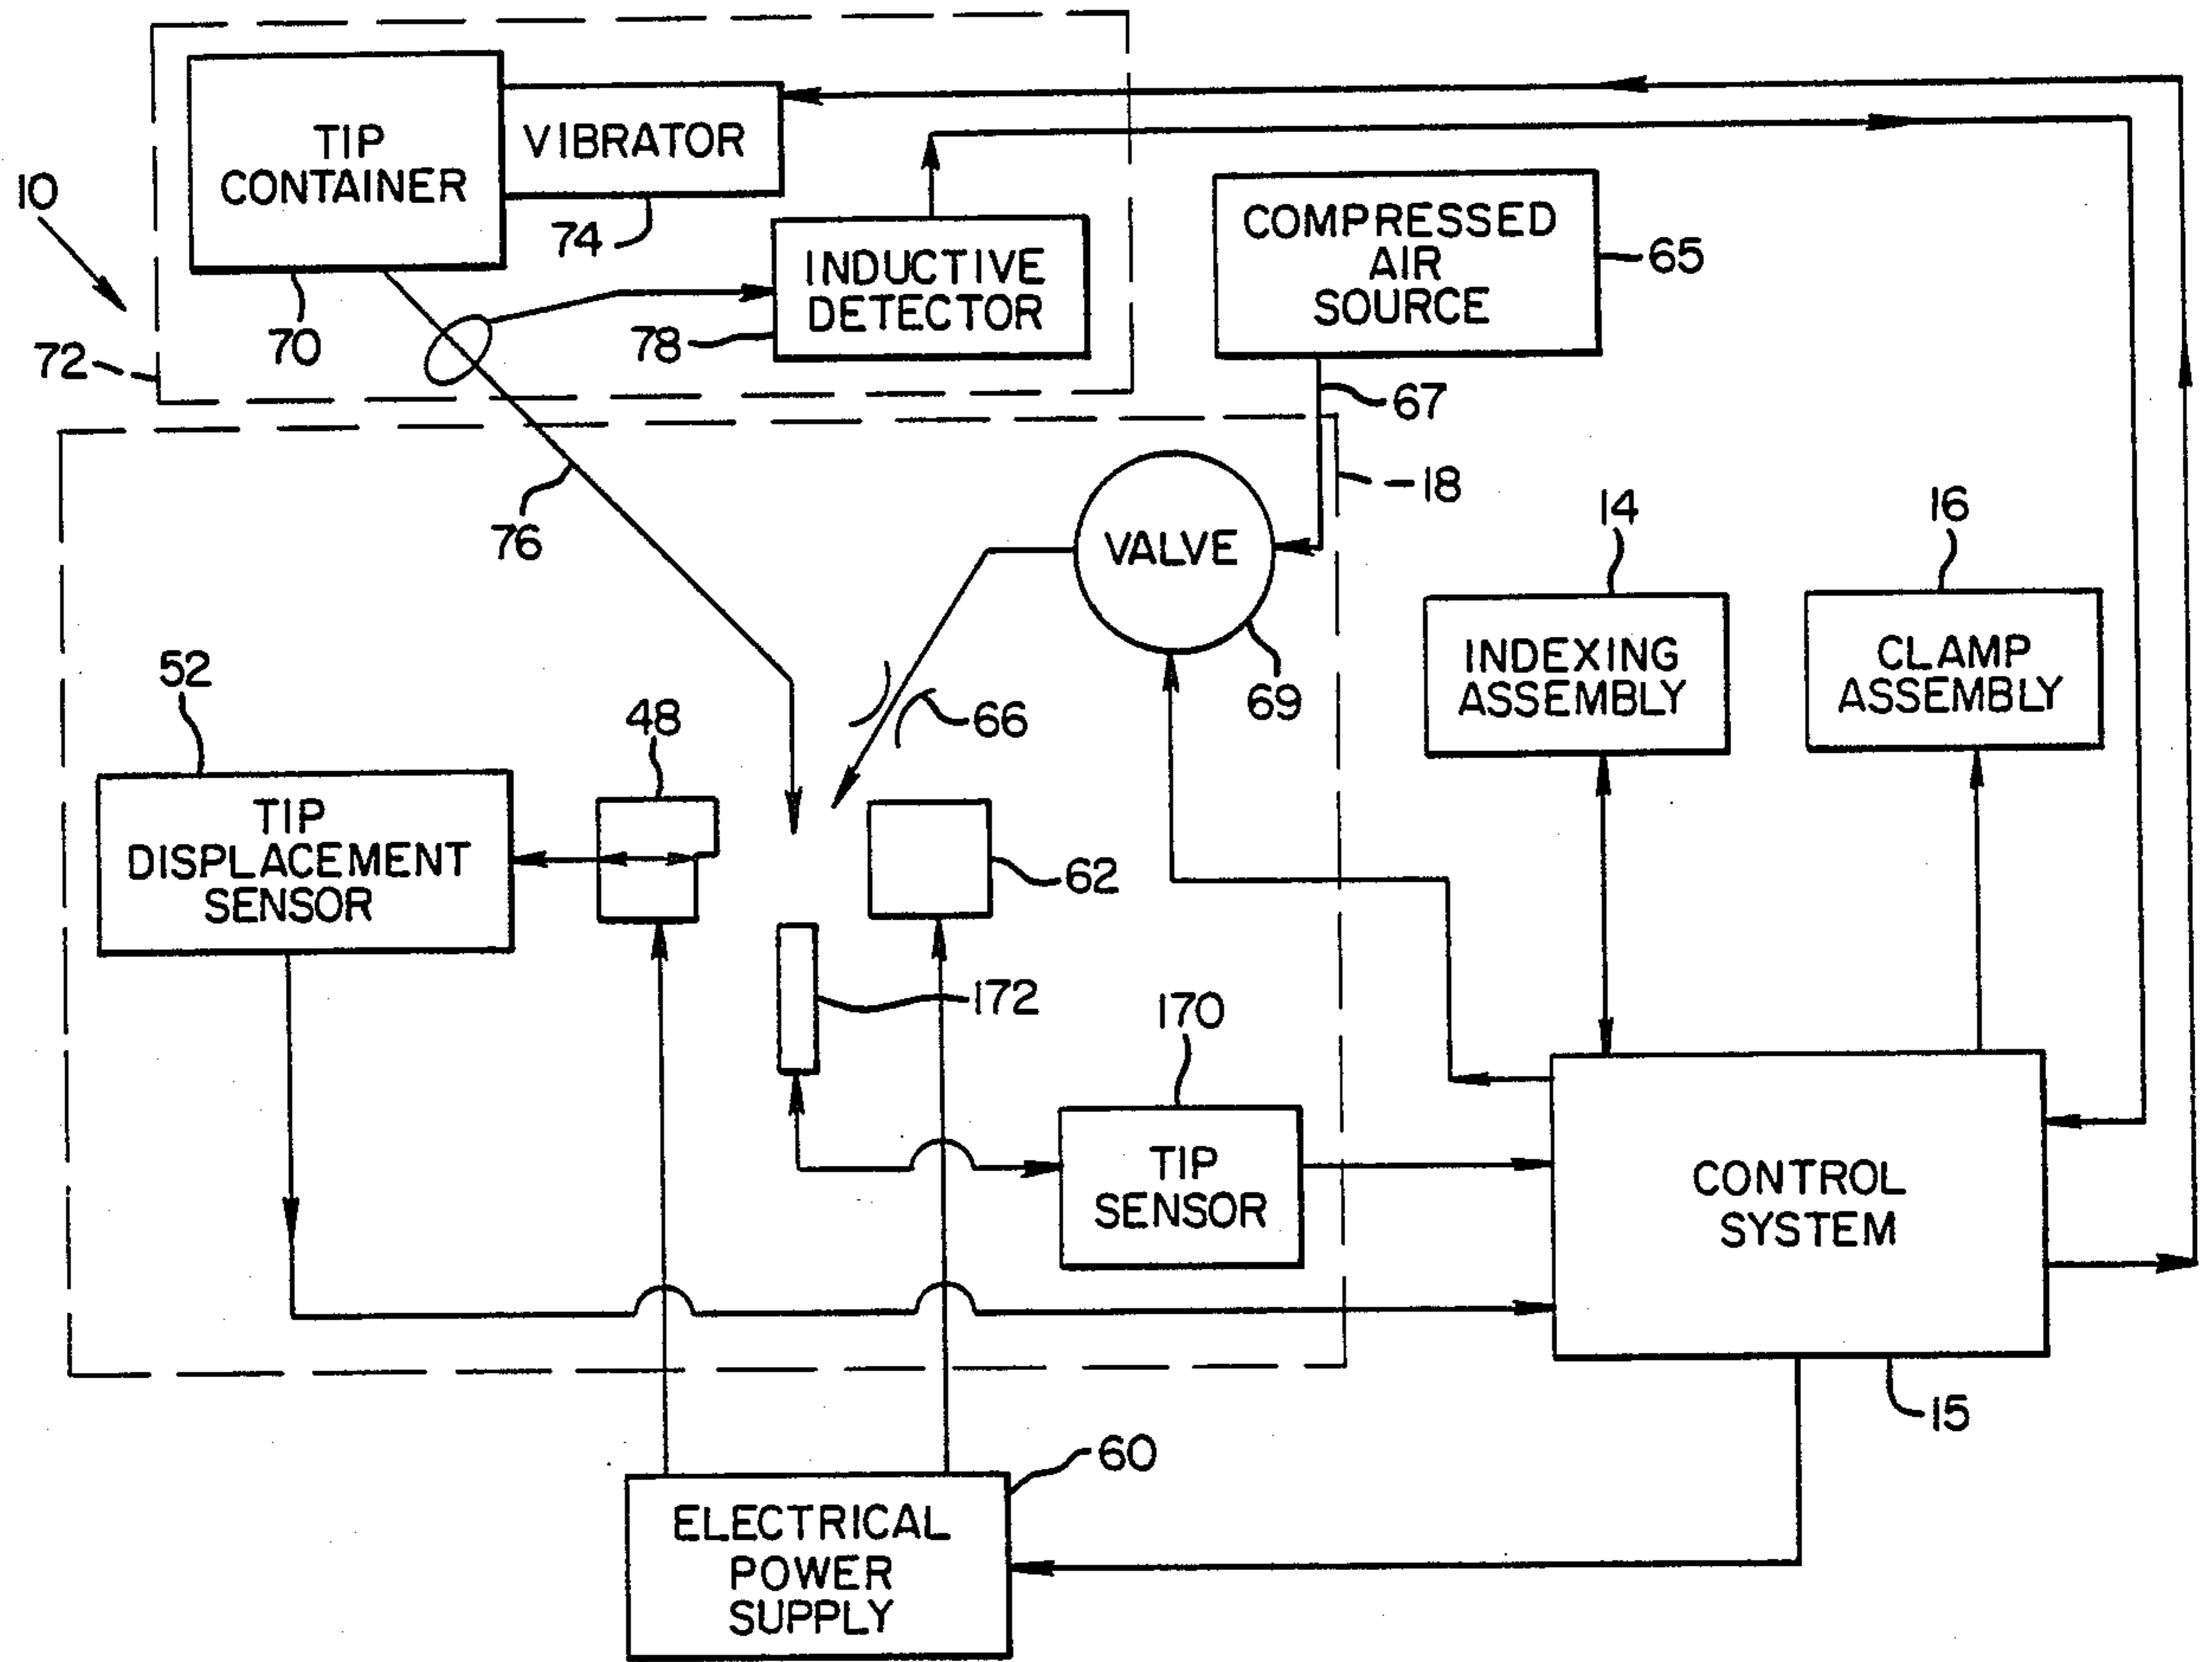 10
TIP
CONTAINER
VIBRATOR
74
70
72
INDUCTIVE
DETECTOR
78
COMPRESSED
AIR
SOURCE
65
67
18
76
VALVE
69
66
14
16
INDEXING
ASSEMBLY
CLAMP
ASSEMBLY
52
48
TIP
DISPLACEMENT
SENSOR
62
172
170
TIP
SENSOR
CONTROL
SYSTEM
15
60
ELECTRICAL
POWER
SUPPLY